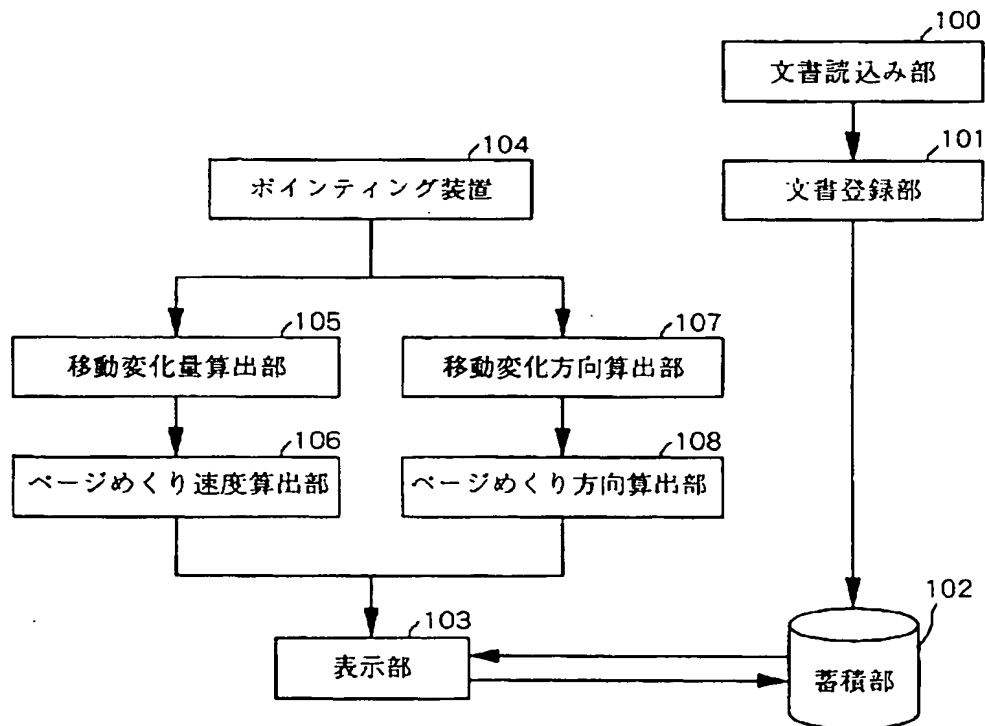 100
文書読込み部
101
文書登録部
104
ポインティング装置
105
移動変化量算出部
107
移動変化方向算出部
106
ページめくり速度算出部
108
ページめくり方向算出部
103
表示部
102
蓄積部